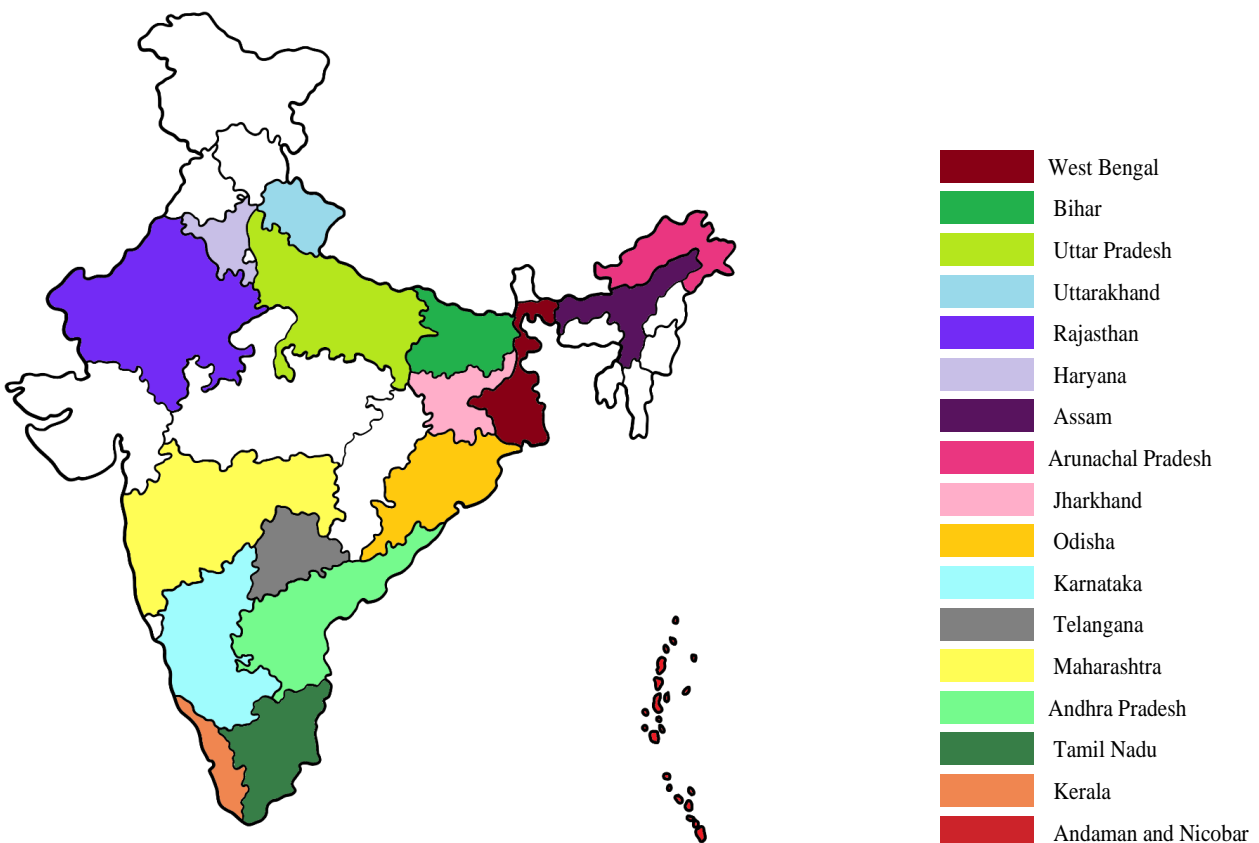 West Bengal
Bihar
Uttar Pradesh
Uttarakhand
Rajasthan
Haryana
Assam
Arunachal Pradesh
Jharkhand
Odisha
Karnataka
Telangana
Maharashtra
Andhra Pradesh
Tamil Nadu
Kerala
Andaman and Nicobar